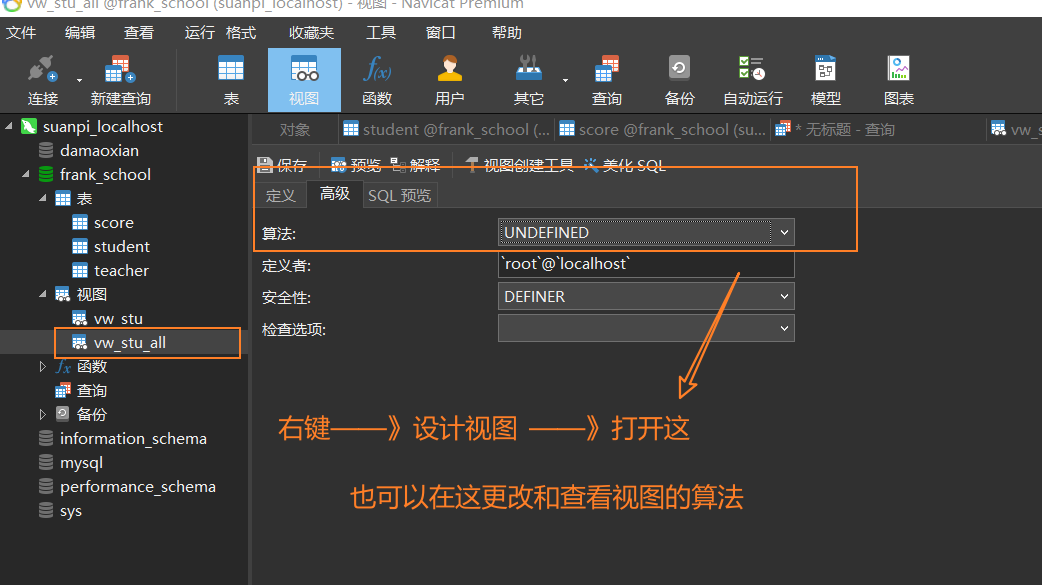 vw_stu_all @frank_school (suanpi_localhost) - 视图 - Navicat Premium
文件 编辑 查看 运行 格式 收藏夹 工具 窗口 帮助
连接 新建查询 表 视图 函数 用户 其它 查询 备份 自动运行 模型 图表
suanpi_localhost
damaoxian
frank_school
表
score
student
teacher
视图
vw_stu
vw_stu_all
函数
查询
备份
information_schema
mysql
performance_schema
sys
对象 student @frank_school (... score @frank_school (su... * 无标题 - 查询 vw_s
保存 预览 解释 视图创建工具 美化 SQL
定义 高级 SQL 预览
算法: UNDEFINED
定义者: `root`@`localhost`
安全性: DEFINER
检查选项:
右键——》设计视图 ——》打开这
也可以在这更改和查看视图的算法